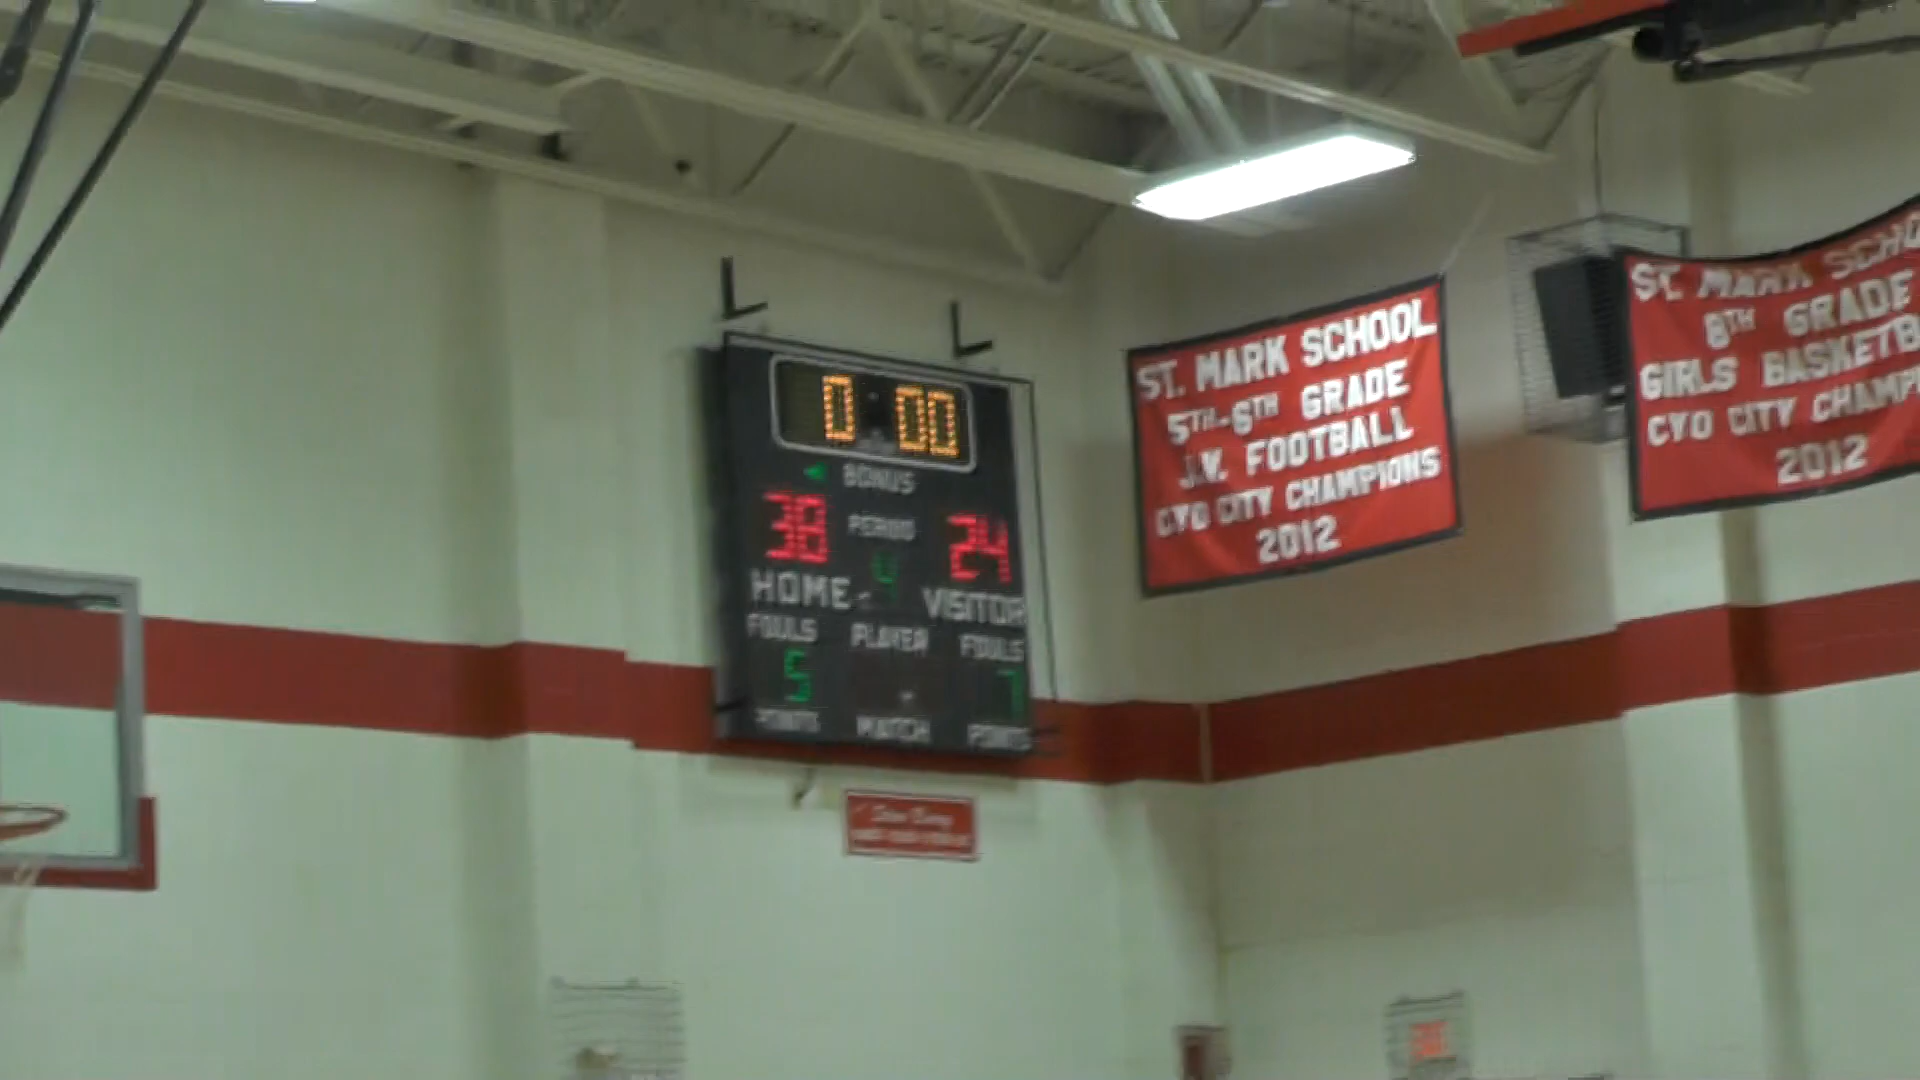 0:00
BONUS
38 PERIOD 24
HOME 4 VISITOR
FOULS PLAYER FOULS
5 7
POINTS MATCH POINTS
ST. MARK SCHOOL
5TH-6TH GRADE
J.V. FOOTBALL
CYO CITY CHAMPIONS
2012
ST. MARK SCHO
8TH GRADE
GIRLS BASKETB
CYO CITY CHAMP
2012